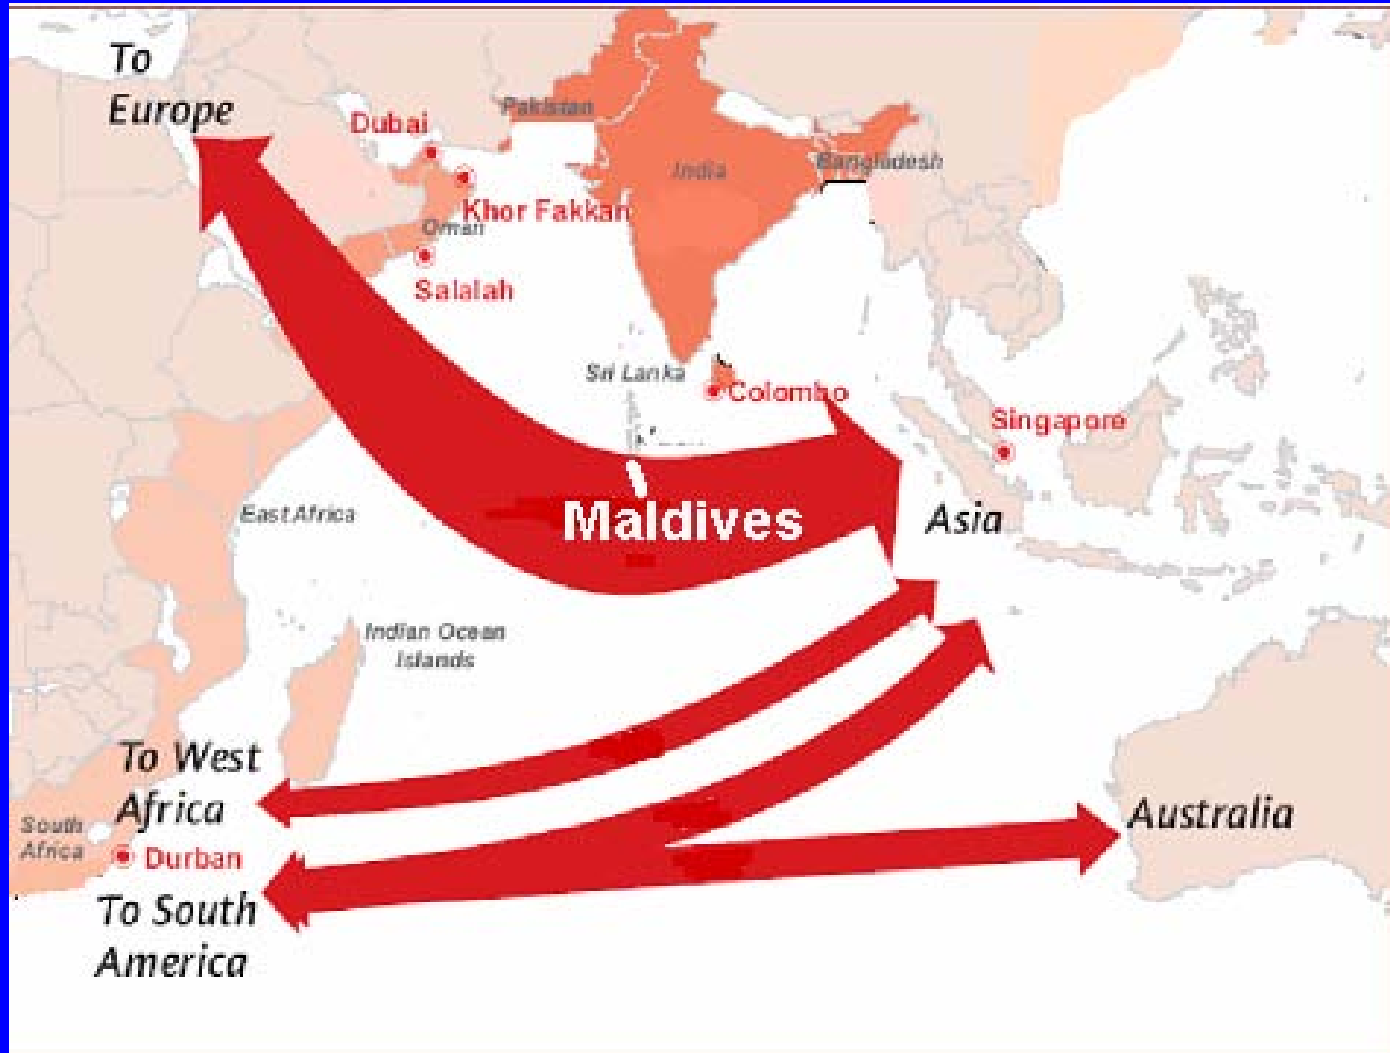 To
Europe
Dubai
Pakistan
India
Bangladesh
Khor Fakkan
Oman
Salalah
Sri Lanka
Colombo
Singapore
Maldives
Asia
East Africa
Indian Ocean
Islands
To West
Africa
South
Africa
Durban
Australia
To South
America